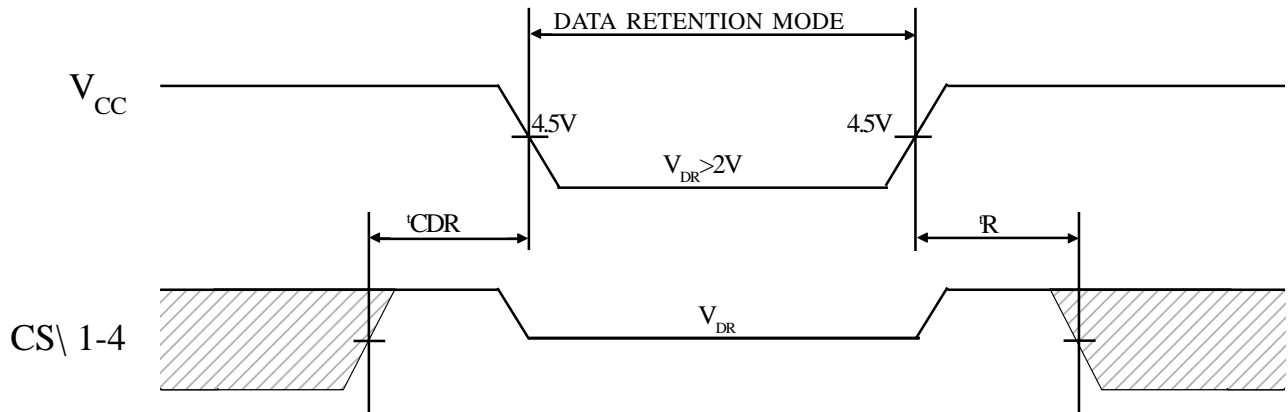 DATA RETENTION MODE
VCC
4.5V
4.5V
VDR>2V
tCDR
tR
CS\ 1-4
VDR